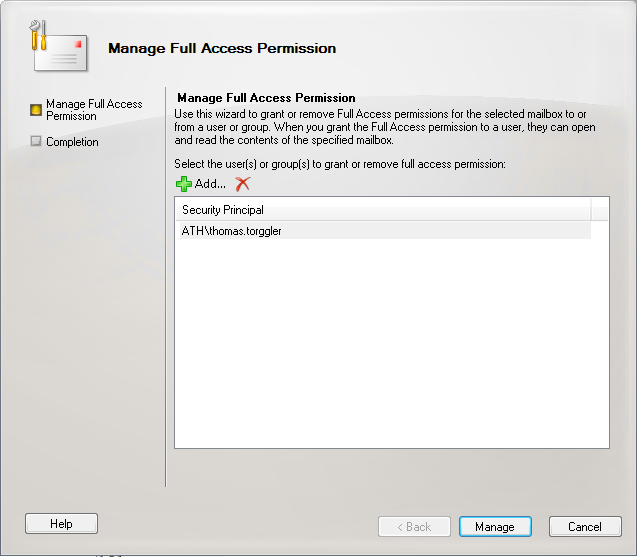 Manage Full Access Permission
Manage Full Access
Permission
Completion
Manage Full Access Permission
Use this wizard to grant or remove Full Access permissions for the selected mailbox to or
from a user or group. When you grant the Full Access permission to a user, they can open
and read the contents of the specified mailbox.
Select the user(s) or group(s) to grant or remove full access permission:
Add...
Security Principal
ATH\thomas.torggler
Help
< Back
Manage
Cancel